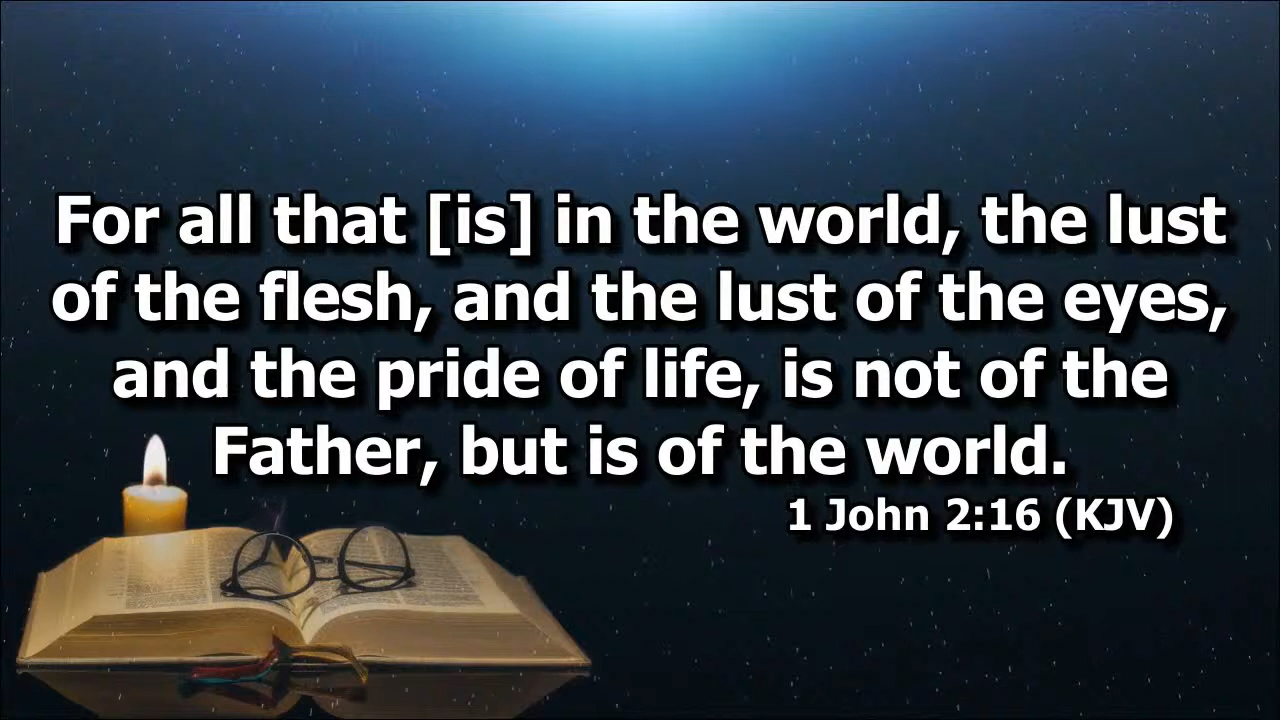 For all that [is] in the world, the lust
of the flesh, and the lust of the eyes,
and the pride of life, is not of the
Father, but is of the world.
1 John 2:16 (KJV)